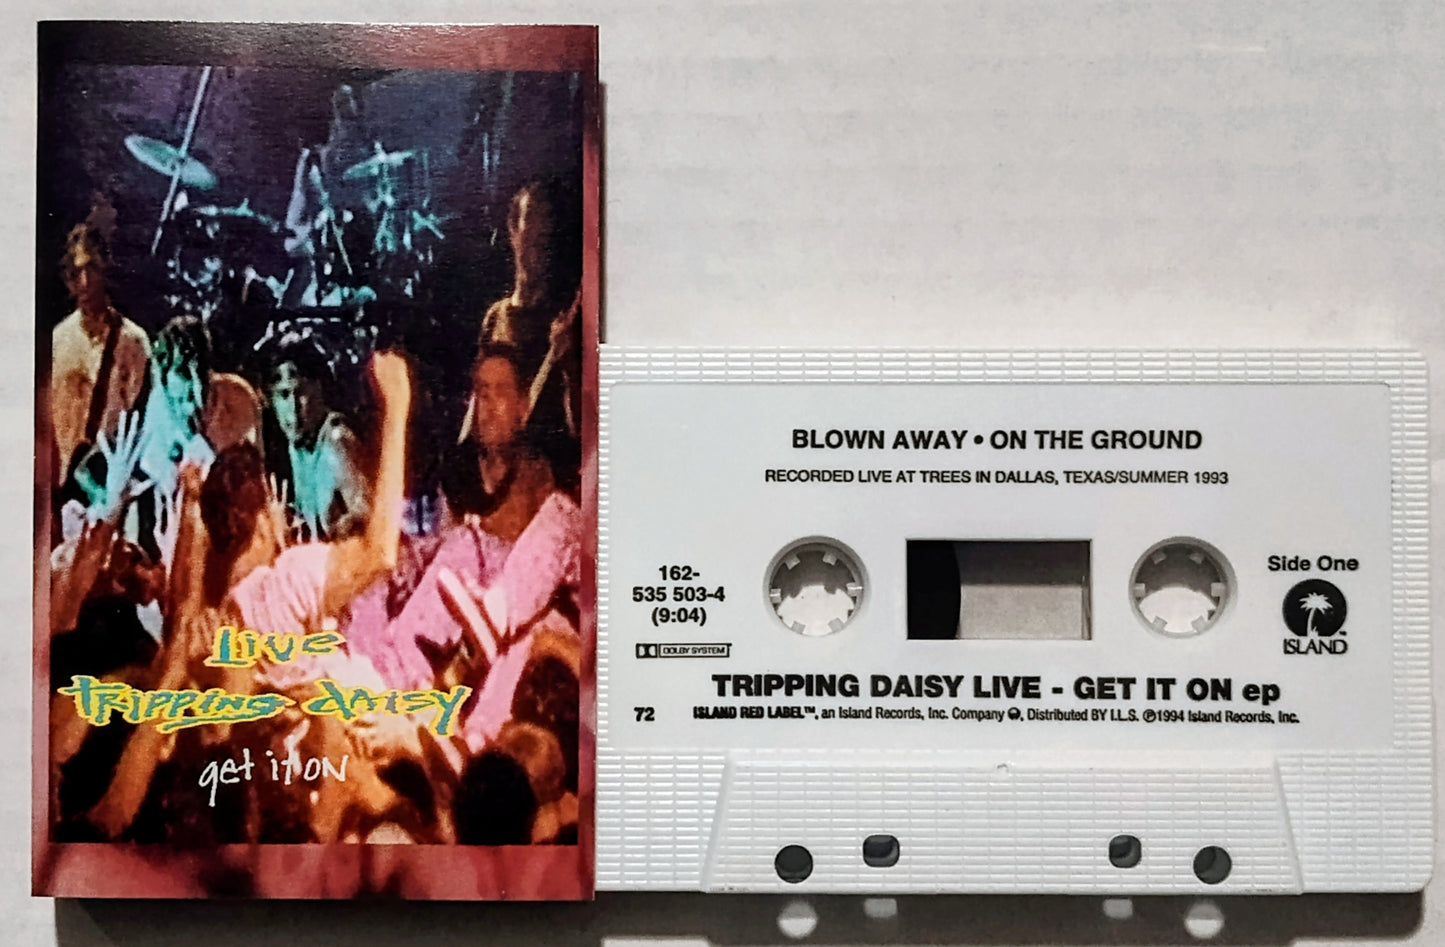 Live
tripping daisy
get it on
BLOWN AWAY • ON THE GROUND
RECORDED LIVE AT TREES IN DALLAS, TEXAS/SUMMER 1993
162-
535 503-4
(9:04)
Side One
ISLAND
DOLBY SYSTEM
TRIPPING DAISY LIVE - GET IT ON ep
72
ISLAND RED LABEL™, an Island Records, Inc. Company, Distributed BY I.L.S. ℗1994 Island Records, Inc.